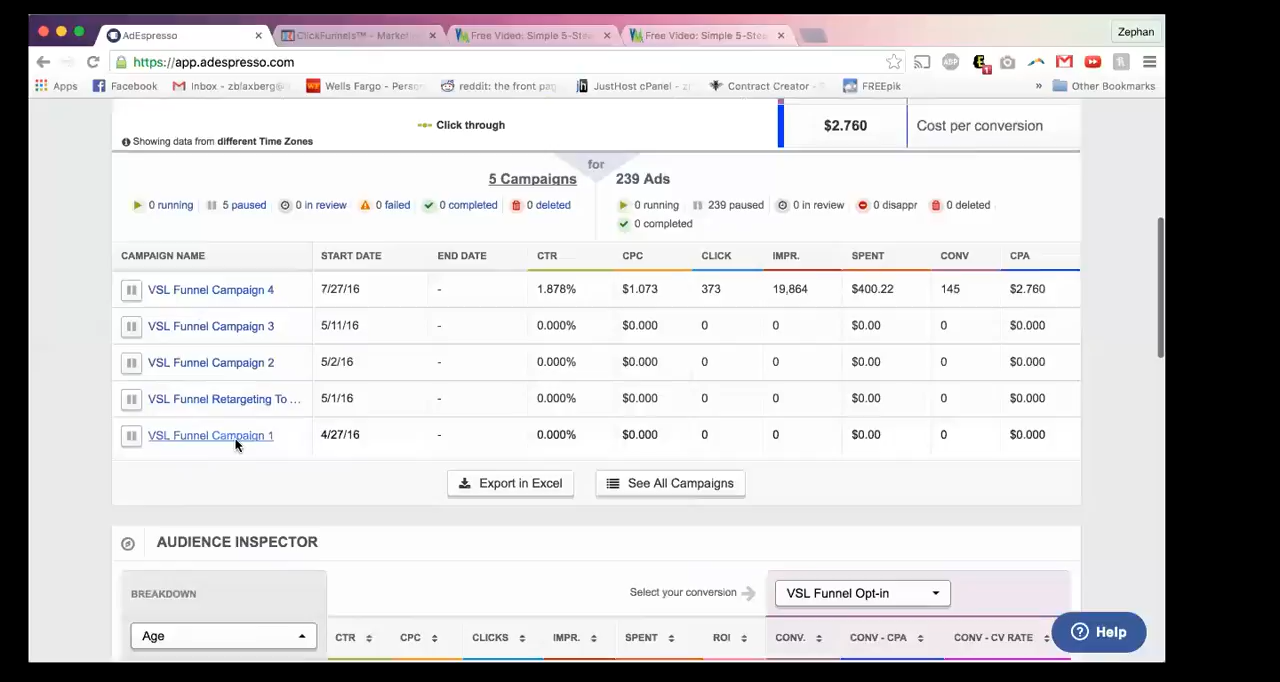 AdEspresso
ClickFunnels™ - Market
Free Video: Simple 5-Ste
Free Video: Simple 5-Ste
Zephan
https://app.adespresso.com
Apps
Facebook
Inbox - zblaxberg@
Wells Fargo - Perso
reddit: the front pag
JustHost cPanel - z
Contract Creator -
FREEpik
»
Other Bookmarks
Click through
$2.760
Cost per conversion
Showing data from different Time Zones
for
5 Campaigns
239 Ads
0 running
5 paused
0 in review
0 failed
0 completed
0 deleted
0 running
239 paused
0 in review
0 disappr
0 deleted
0 completed
CAMPAIGN NAME START DATE END DATE CTR CPC CLICK IMPR. SPENT CONV CPA
VSL Funnel Campaign 4 7/27/16 - 1.878% $1.073 373 19,864 $400.22 145 $2.760
VSL Funnel Campaign 3 5/11/16 - 0.000% $0.000 0 0 $0.00 0 $0.000
VSL Funnel Campaign 2 5/2/16 - 0.000% $0.000 0 0 $0.00 0 $0.000
VSL Funnel Retargeting To ... 5/1/16 - 0.000% $0.000 0 0 $0.00 0 $0.000
VSL Funnel Campaign 1 4/27/16 - 0.000% $0.000 0 0 $0.00 0 $0.000
Export in Excel
See All Campaigns
AUDIENCE INSPECTOR
BREAKDOWN
Age
Select your conversion
VSL Funnel Opt-in
CTR CPC CLICKS IMPR. SPENT ROI CONV. CONV - CPA CONV - CV RATE
Help